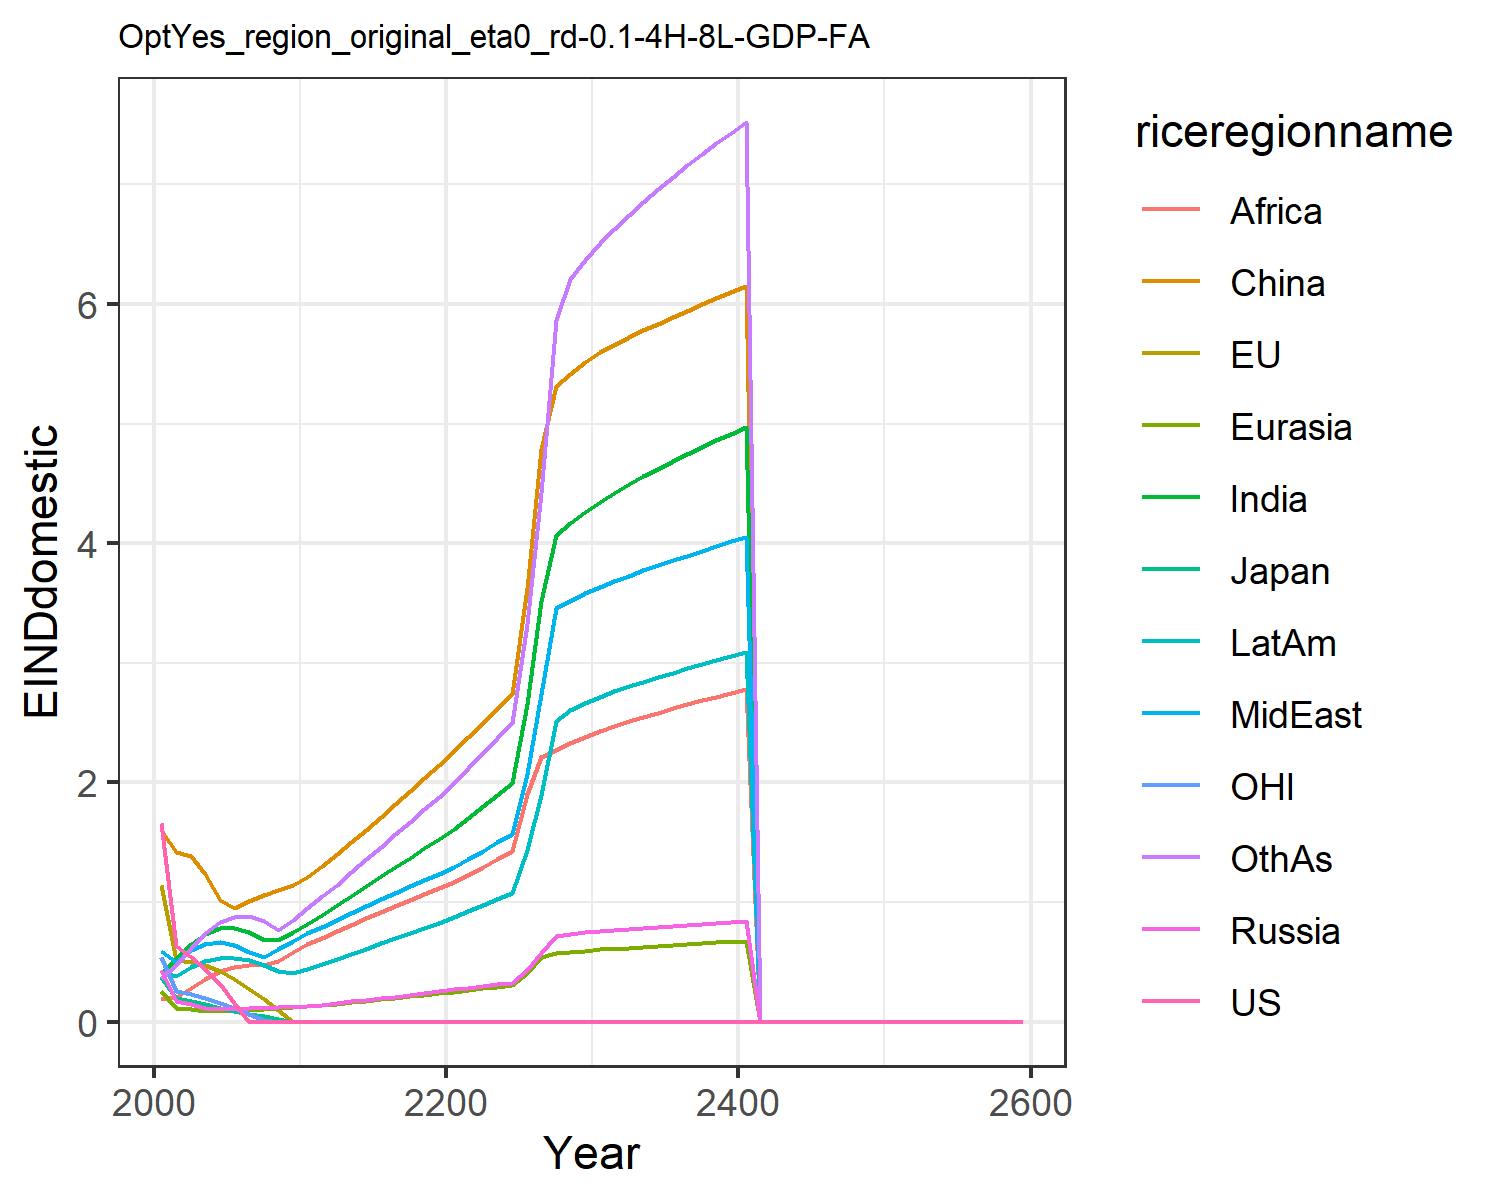 OptYes_region_original_eta0_rd-0.1-4H-8L-GDP-FA
EINDdomestic
6
4
2
0
2000
2200
2400
2600
Year
riceregionname
Africa
China
EU
Eurasia
India
Japan
LatAm
MidEast
OHI
OthAs
Russia
US